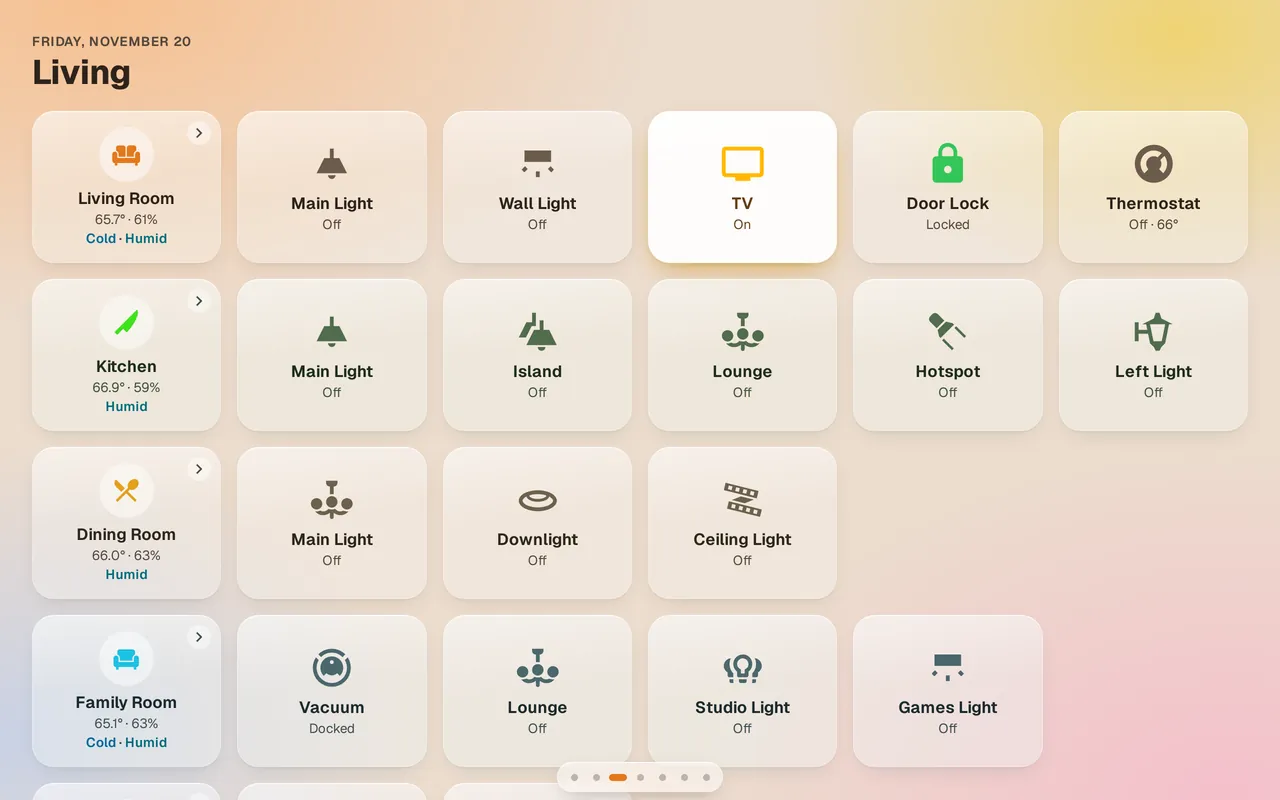 FRIDAY, NOVEMBER 20
Living
Living Room
65.7° · 61%
Cold · Humid
Main Light
Off
Wall Light
Off
TV
On
Door Lock
Locked
Thermostat
Off · 66°
Kitchen
66.9° · 59%
Humid
Main Light
Off
Island
Off
Lounge
Off
Hotspot
Off
Left Light
Off
Dining Room
66.0° · 63%
Humid
Main Light
Off
Downlight
Off
Ceiling Light
Off
Family Room
65.1° · 63%
Cold · Humid
Vacuum
Docked
Lounge
Off
Studio Light
Off
Games Light
Off